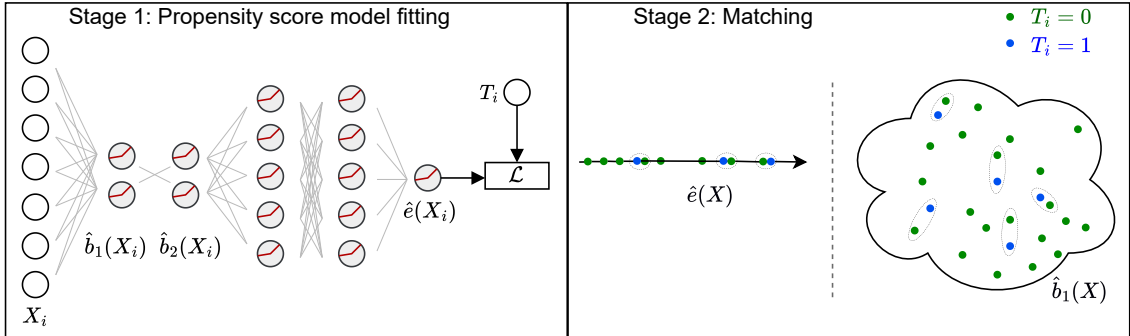 Stage 1: Propensity score model fitting
T_i
ℒ
b̂_1(X_i) b̂_2(X_i)
ê(X_i)
X_i
Stage 2: Matching
T_i = 0
T_i = 1
ê(X)
b̂_1(X)